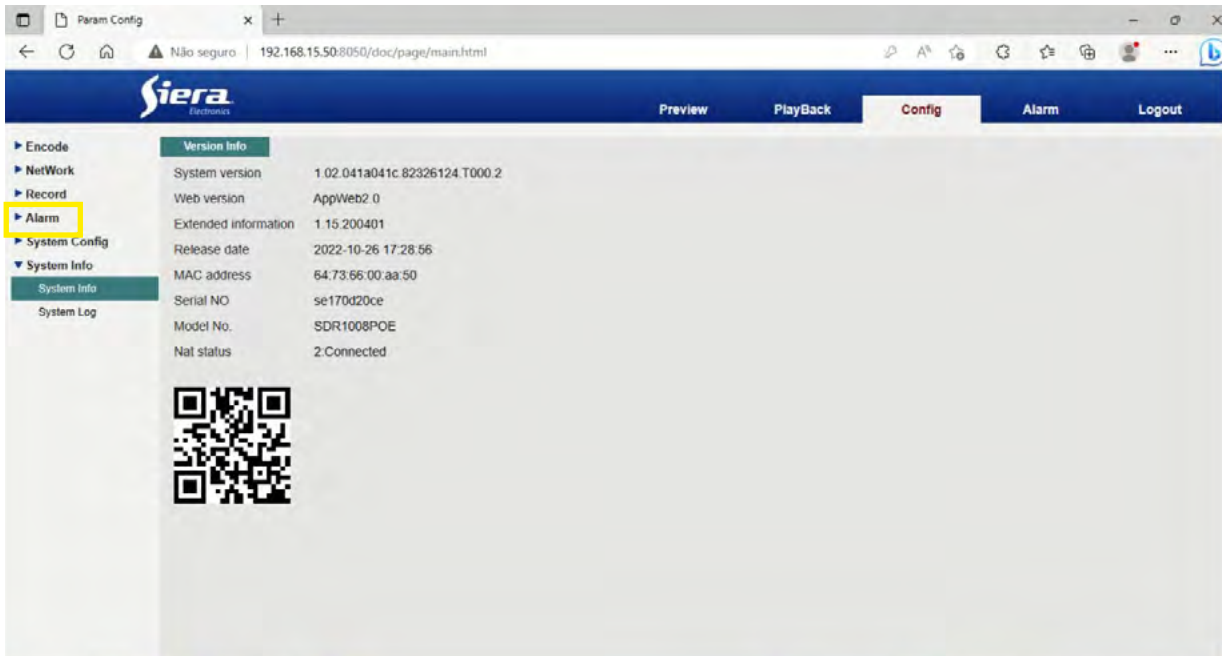 Param Config
Não seguro 192.168.15.50:8050/doc/page/main.html
Siera
Electronics
Preview PlayBack Config Alarm Logout
Encode
NetWork
Record
Alarm
System Config
System Info
System Info
System Log
Version Info
System version 1.02.041a041c.82326124.T000.2
Web version AppWeb2.0
Extended information 1.15.200401
Release date 2022-10-26 17:28:56
MAC address 64:73:66:00:aa:50
Serial NO se170d20ce
Model No. SDR1008POE
Nat status 2:Connected